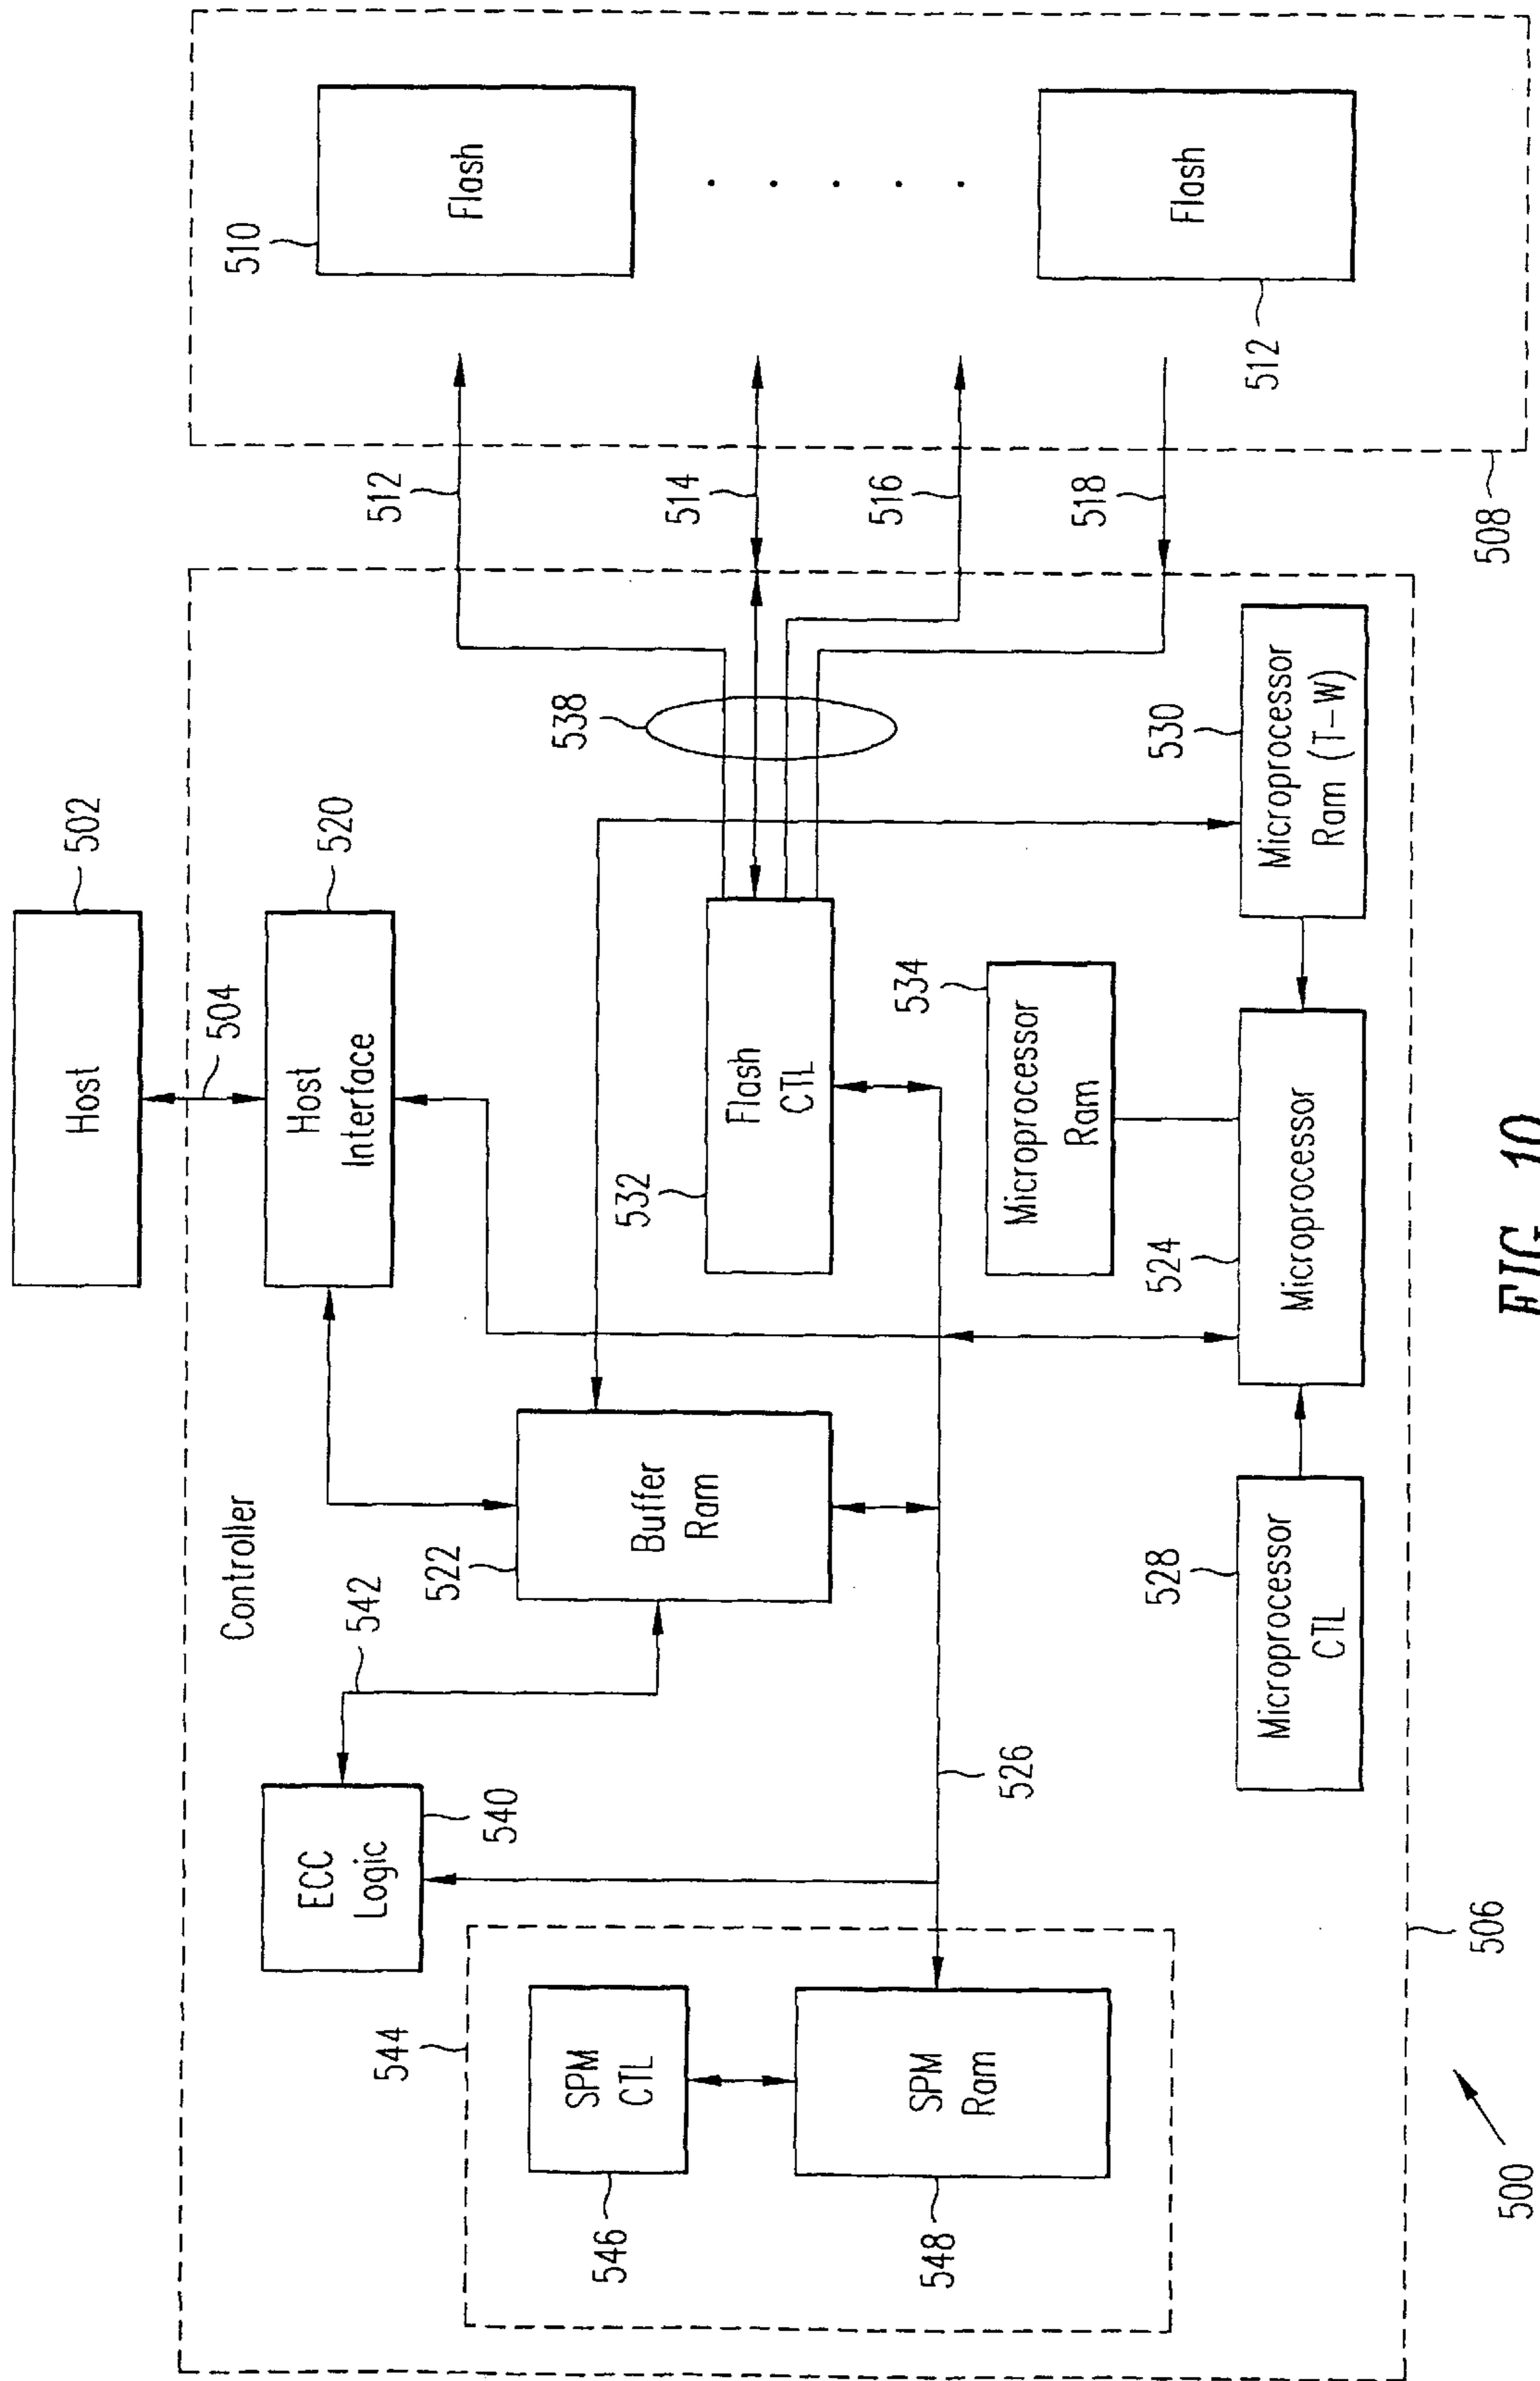 502
Host
504
520
Host
Interface
Controller
542
ECC
Logic
540
522
Buffer
Ram
532
Flash
CTL
538
512
514
516
518
510
Flash
Flash
512
508
544
SPM
CTL
546
SPM
Ram
548
526
534
Microprocessor
Ram
530
Microprocessor
Ram (T-W)
524
Microprocessor
528
Microprocessor
CTL
506
500
FIG. 10